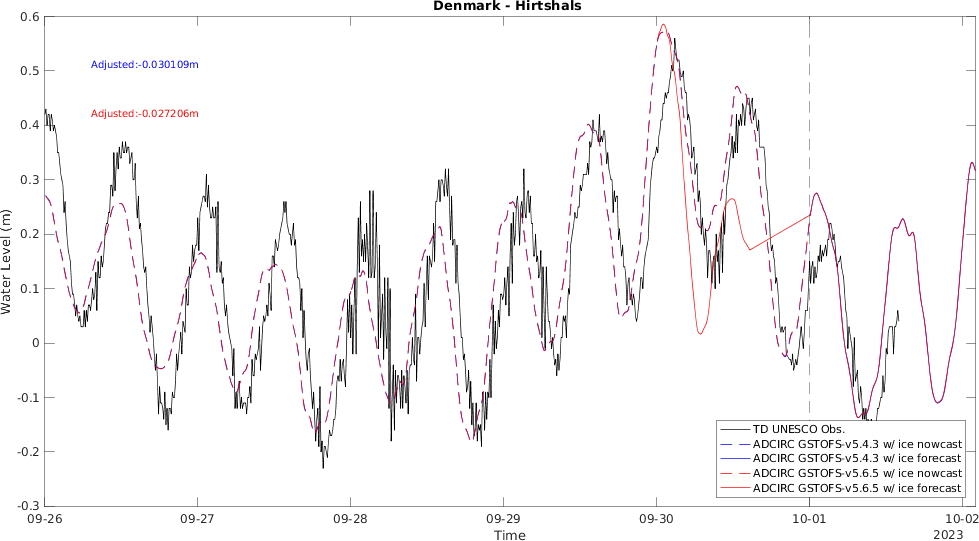 Denmark - Hirtshals
0.6
0.5
0.4
0.3
0.2
0.1
0
-0.1
-0.2
-0.3
Water Level (m)
Adjusted:-0.030109m
Adjusted:-0.027206m
TD UNESCO Obs.
ADCIRC GSTOFS-v5.4.3 w/ ice nowcast
ADCIRC GSTOFS-v5.4.3 w/ ice forecast
ADCIRC GSTOFS-v5.6.5 w/ ice nowcast
ADCIRC GSTOFS-v5.6.5 w/ ice forecast
09-26 09-27 09-28 09-29 09-30 10-01 10-02
Time 2023